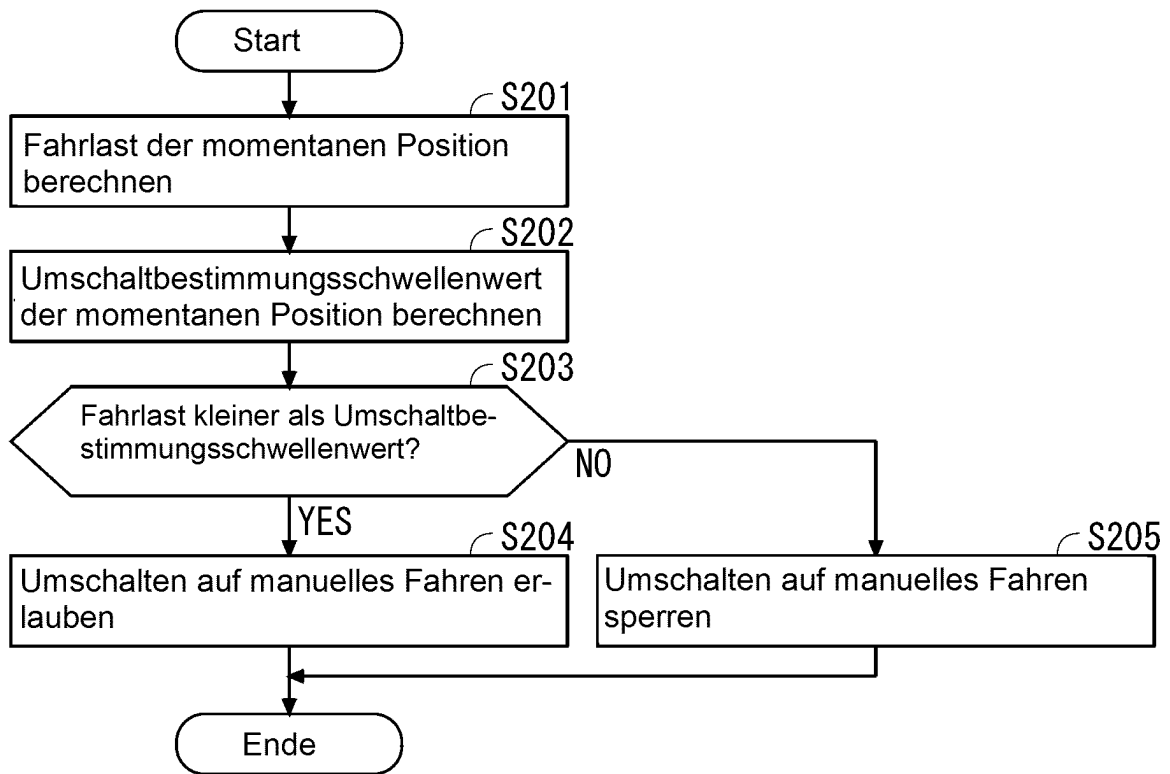 Start
S201
Fahrlast der momentanen Position
berechnen
S202
Umschaltbestimmungsschwellenwert
der momentanen Position berechnen
S203
Fahrlast kleiner als Umschaltbe-
stimmungsschwellenwert?
NO
YES
S204
Umschalten auf manuelles Fahren er-
lauben
S205
Umschalten auf manuelles Fahren
sperren
Ende